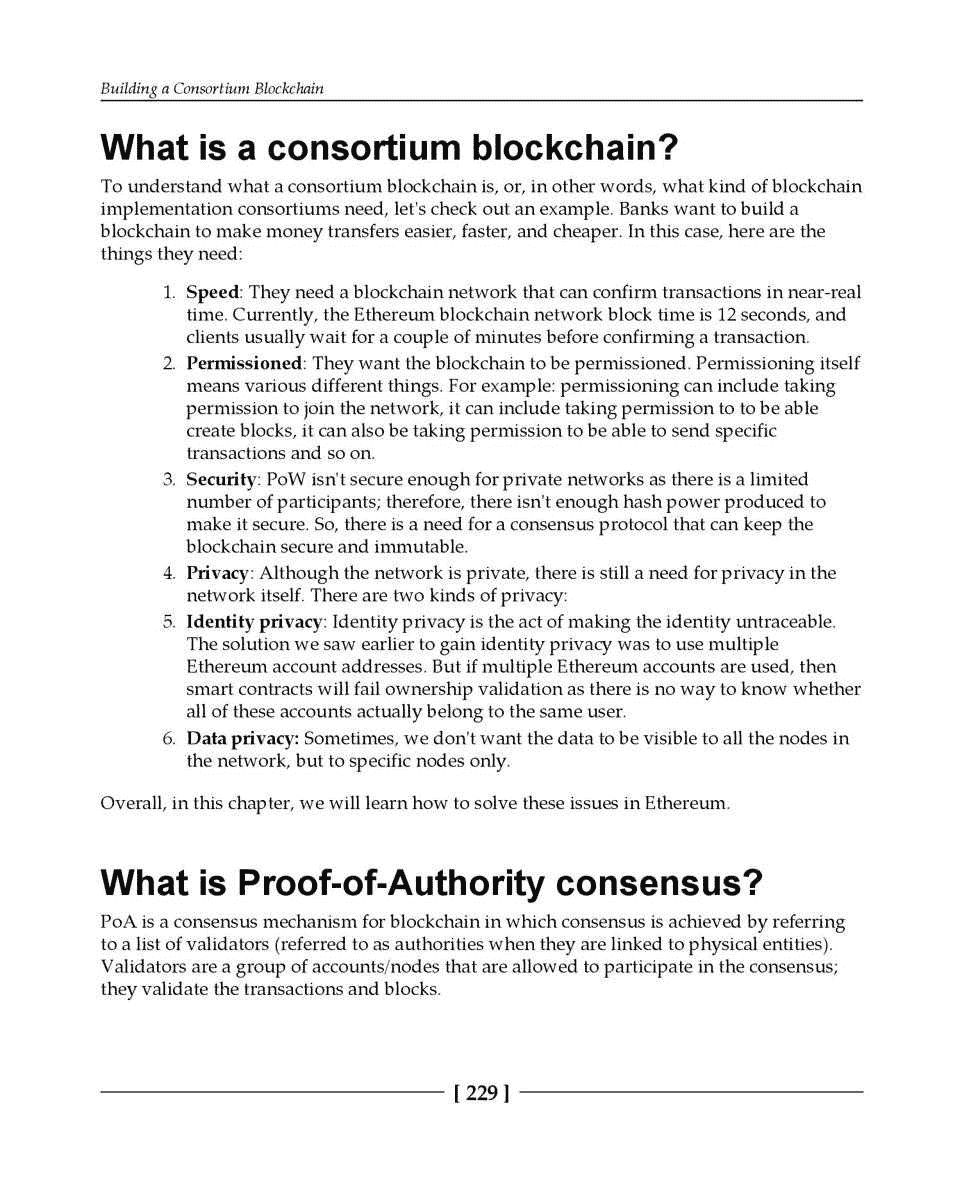 Building a Consortium Blockchain
What is a consortium blockchain?
To understand what a consortium blockchain is, or, in other words, what kind of blockchain
implementation consortiums need, let's check out an example. Banks want to build a
blockchain to make money transfers easier, faster, and cheaper. In this case, here are the
things they need:
1. Speed: They need a blockchain network that can confirm transactions in near-real
time. Currently, the Ethereum blockchain network block time is 12 seconds, and
clients usually wait for a couple of minutes before confirming a transaction.
2. Permissioned: They want the blockchain to be permissioned. Permissioning itself
means various different things. For example: permissioning can include taking
permission to join the network, it can include taking permission to to be able
create blocks, it can also be taking permission to be able to send specific
transactions and so on.
3. Security: PoW isn't secure enough for private networks as there is a limited
number of participants; therefore, there isn't enough hash power produced to
make it secure. So, there is a need for a consensus protocol that can keep the
blockchain secure and immutable.
4. Privacy: Although the network is private, there is still a need for privacy in the
network itself. There are two kinds of privacy:
5. Identity privacy: Identity privacy is the act of making the identity untraceable.
The solution we saw earlier to gain identity privacy was to use multiple
Ethereum account addresses. But if multiple Ethereum accounts are used, then
smart contracts will fail ownership validation as there is no way to know whether
all of these accounts actually belong to the same user.
6. Data privacy: Sometimes, we don't want the data to be visible to all the nodes in
the network, but to specific nodes only.
Overall, in this chapter, we will learn how to solve these issues in Ethereum.
What is Proof-of-Authority consensus?
PoA is a consensus mechanism for blockchain in which consensus is achieved by referring
to a list of validators (referred to as authorities when they are linked to physical entities).
Validators are a group of accounts/nodes that are allowed to participate in the consensus;
they validate the transactions and blocks.
[ 229 ]